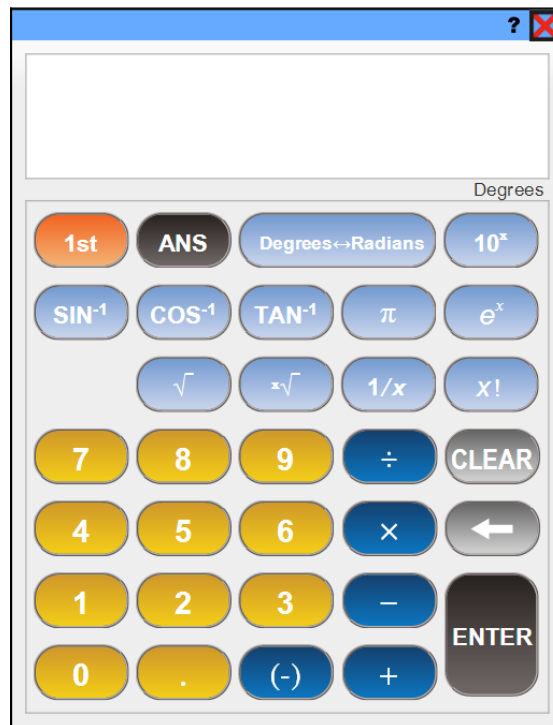 ?
Degrees
1st ANS Degrees↔Radians 10ˣ
SIN⁻¹ COS⁻¹ TAN⁻¹ π eˣ
√ ˣ√ 1/x x!
7 8 9 ÷ CLEAR
4 5 6 × ←
1 2 3 −
ENTER
0 . (-) +